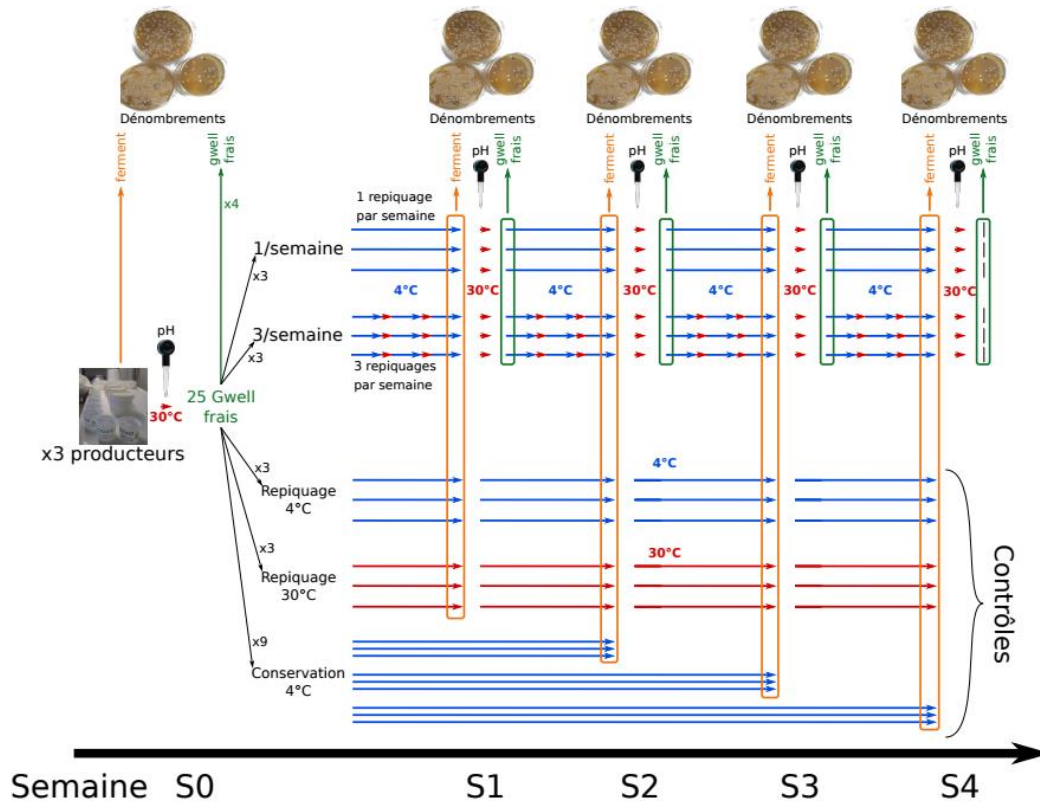 Dénombrements
Dénombrements
Dénombrements
Dénombrements
Dénombrements
ferment
gwell
frais
ferment
pH
gwell
frais
ferment
pH
gwell
frais
ferment
pH
gwell
frais
ferment
pH
gwell
frais
x4
1 repiquage
par semaine
1/semaine
x3
4°C
30°C
4°C
30°C
4°C
30°C
4°C
30°C
3/semaine
x3
3 repiquages
par semaine
pH
30°C
25 Gwell
frais
x3 producteurs
x3
Repiquage
4°C
4°C
x3
Repiquage
30°C
30°C
x9
Conservation
4°C
Contrôles
Semaine S0 S1 S2 S3 S4